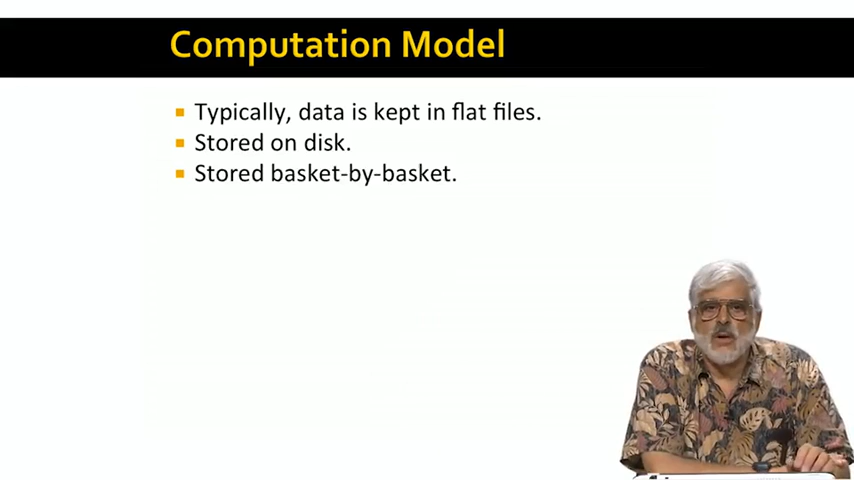 Computation Model
Typically, data is kept in flat files.
Stored on disk.
Stored basket-by-basket.